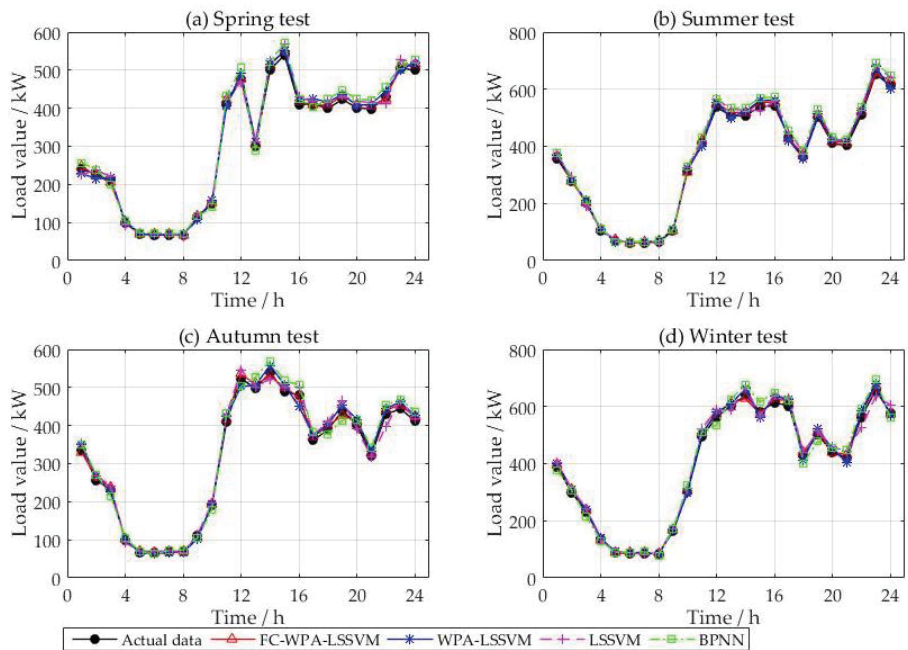 (a) Spring test
600
500
400
300
200
100
0
Load value / kW
0 4 8 12 16 20 24
Time / h
(b) Summer test
800
600
400
200
0
Load value / kW
0 4 8 12 16 20 24
Time / h
(c) Autumn test
600
500
400
300
200
100
0
Load value / kW
0 4 8 12 16 20 24
Time / h
(d) Winter test
800
600
400
200
0
Load value / kW
0 4 8 12 16 20 24
Time / h
Actual data FC-WPA-LSSVM WPA-LSSVM LSSVM BPNN